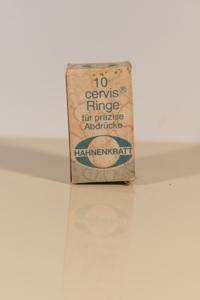 10
cervis®
Ringe
für präzise
Abdrücke
HAHNENKRATT